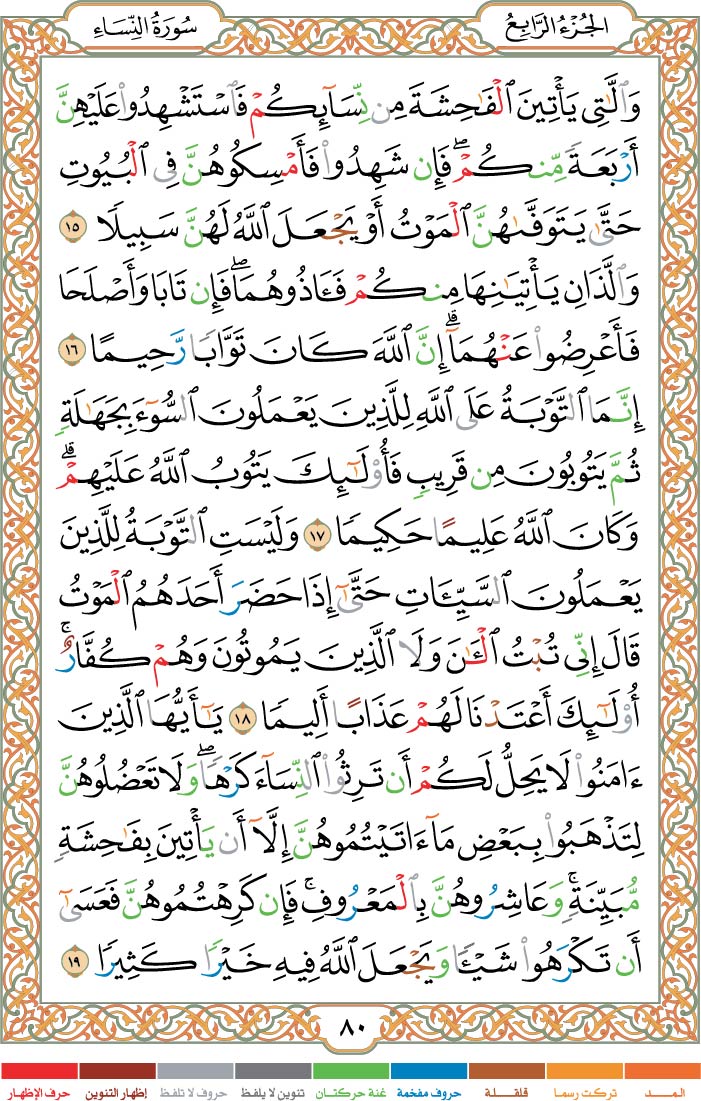 الجُزْءُ الرَّابِعُ
سُورَةُ النِّسَاءِ
وَٱلَّٰتِى يَأْتِينَ ٱلْفَٰحِشَةَ مِن نِّسَآئِكُمْ فَٱسْتَشْهِدُوا۟ عَلَيْهِنَّ
أَرْبَعَةً مِّنكُمْ ۖ فَإِن شَهِدُوا۟ فَأَمْسِكُوهُنَّ فِى ٱلْبُيُوتِ
حَتَّىٰ يَتَوَفَّىٰهُنَّ ٱلْمَوْتُ أَوْ يَجْعَلَ ٱللَّهُ لَهُنَّ سَبِيلًا ١٥
وَٱلَّذَانِ يَأْتِيَٰنِهَا مِنكُمْ فَـَٔاذُوهُمَا ۖ فَإِن تَابَا وَأَصْلَحَا
فَأَعْرِضُوا۟ عَنْهُمَآ ۗ إِنَّ ٱللَّهَ كَانَ تَوَّابًا رَّحِيمًا ١٦
إِنَّمَا ٱلتَّوْبَةُ عَلَى ٱللَّهِ لِلَّذِينَ يَعْمَلُونَ ٱلسُّوٓءَ بِجَهَٰلَةٍ
ثُمَّ يَتُوبُونَ مِن قَرِيبٍ فَأُو۟لَٰٓئِكَ يَتُوبُ ٱللَّهُ عَلَيْهِمْ ۗ
وَكَانَ ٱللَّهُ عَلِيمًا حَكِيمًا ١٧ وَلَيْسَتِ ٱلتَّوْبَةُ لِلَّذِينَ
يَعْمَلُونَ ٱلسَّيِّـَٔاتِ حَتَّىٰٓ إِذَا حَضَرَ أَحَدَهُمُ ٱلْمَوْتُ
قَالَ إِنِّى تُبْتُ ٱلْـَٰٔنَ وَلَا ٱلَّذِينَ يَمُوتُونَ وَهُمْ كُفَّارٌ ۚ
أُو۟لَٰٓئِكَ أَعْتَدْنَا لَهُمْ عَذَابًا أَلِيمًا ١٨ يَٰٓأَيُّهَا ٱلَّذِينَ
ءَامَنُوا۟ لَا يَحِلُّ لَكُمْ أَن تَرِثُوا۟ ٱلنِّسَآءَ كَرْهًا ۖ وَلَا تَعْضُلُوهُنَّ
لِتَذْهَبُوا۟ بِبَعْضِ مَآ ءَاتَيْتُمُوهُنَّ إِلَّآ أَن يَأْتِينَ بِفَٰحِشَةٍ
مُّبَيِّنَةٍ ۚ وَعَاشِرُوهُنَّ بِٱلْمَعْرُوفِ ۚ فَإِن كَرِهْتُمُوهُنَّ فَعَسَىٰٓ
أَن تَكْرَهُوا۟ شَيْـًٔا وَيَجْعَلَ ٱللَّهُ فِيهِ خَيْرًا كَثِيرًا ١٩
٨٠
المـــد تركت رسما قلقـلة حروف مفخمة غنة حركتان تنوين لا يلفظ حروف لا تلفظ إظهار التنوين حرف الإظهار